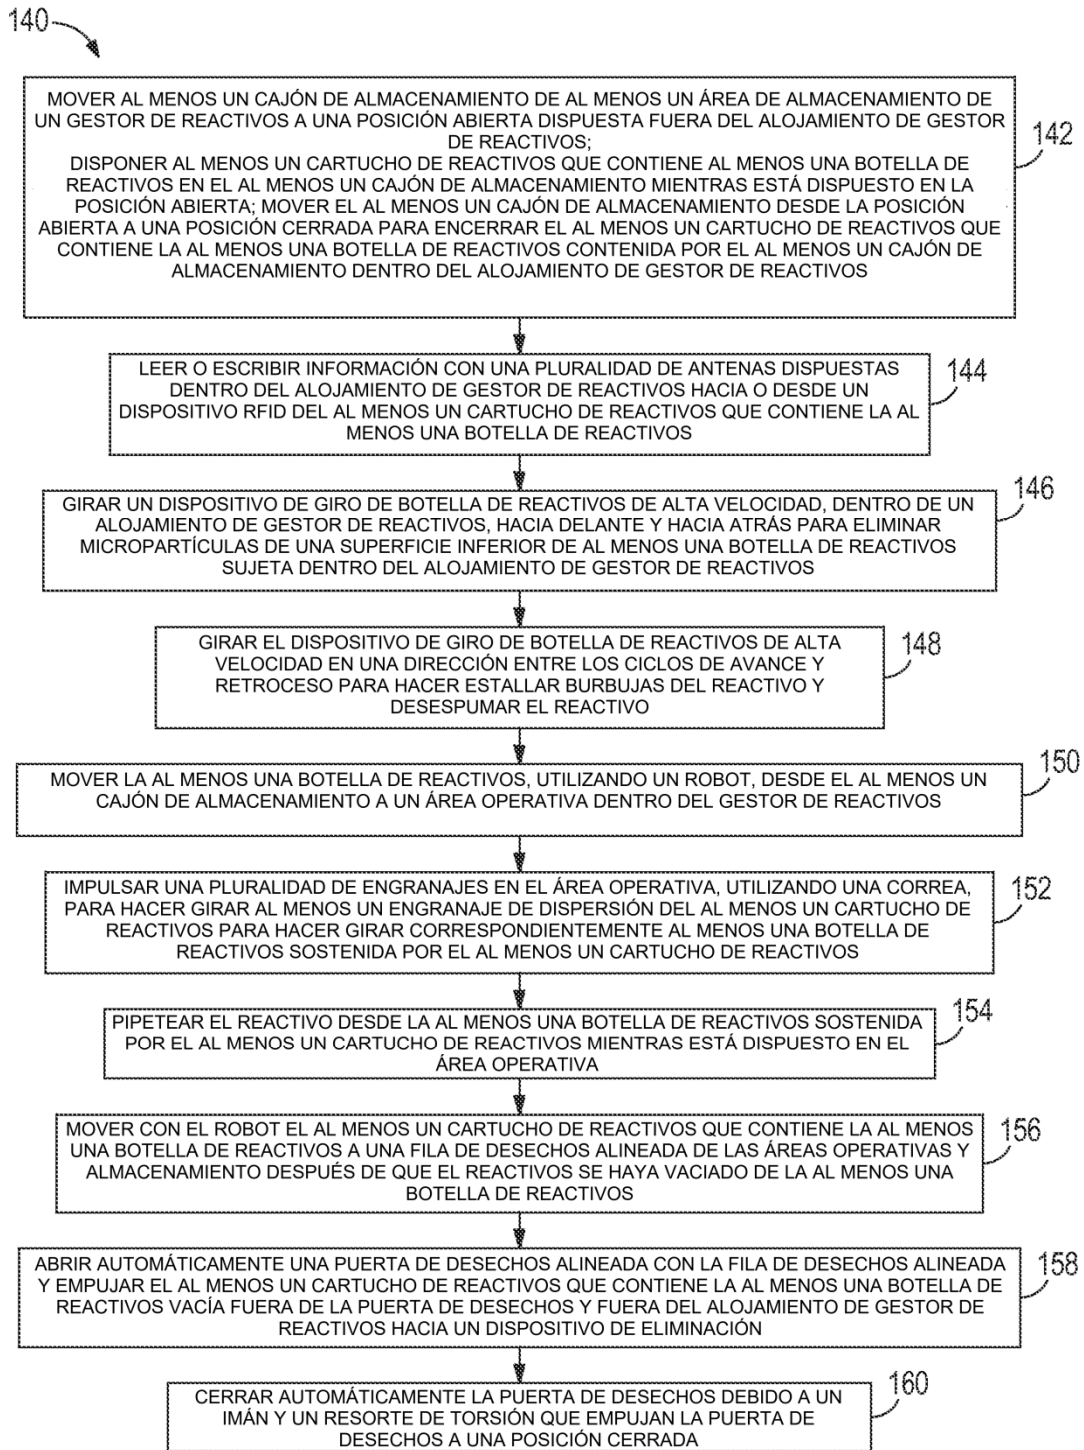 140
MOVER AL MENOS UN CAJÓN DE ALMACENAMIENTO DE AL MENOS UN ÁREA DE ALMACENAMIENTO DE
UN GESTOR DE REACTIVOS A UNA POSICIÓN ABIERTA DISPUESTA FUERA DEL ALOJAMIENTO DE GESTOR
DE REACTIVOS;
DISPONER AL MENOS UN CARTUCHO DE REACTIVOS QUE CONTIENE AL MENOS UNA BOTELLA DE
REACTIVOS EN EL AL MENOS UN CAJÓN DE ALMACENAMIENTO MIENTRAS ESTÁ DISPUESTO EN LA
POSICIÓN ABIERTA; MOVER EL AL MENOS UN CAJÓN DE ALMACENAMIENTO DESDE LA POSICIÓN
ABIERTA A UNA POSICIÓN CERRADA PARA ENCERRAR EL AL MENOS UN CARTUCHO DE REACTIVOS QUE
CONTIENE LA AL MENOS UNA BOTELLA DE REACTIVOS CONTENIDA POR EL AL MENOS UN CAJÓN DE
ALMACENAMIENTO DENTRO DEL ALOJAMIENTO DE GESTOR DE REACTIVOS
142
LEER O ESCRIBIR INFORMACIÓN CON UNA PLURALIDAD DE ANTENAS DISPUESTAS
DENTRO DEL ALOJAMIENTO DE GESTOR DE REACTIVOS HACIA O DESDE UN
DISPOSITIVO RFID DEL AL MENOS UN CARTUCHO DE REACTIVOS QUE CONTIENE LA AL
MENOS UNA BOTELLA DE REACTIVOS
144
GIRAR UN DISPOSITIVO DE GIRO DE BOTELLA DE REACTIVOS DE ALTA VELOCIDAD, DENTRO DE UN
ALOJAMIENTO DE GESTOR DE REACTIVOS, HACIA DELANTE Y HACIA ATRÁS PARA ELIMINAR
MICROPARTÍCULAS DE UNA SUPERFICIE INFERIOR DE AL MENOS UNA BOTELLA DE REACTIVOS
SUJETA DENTRO DEL ALOJAMIENTO DE GESTOR DE REACTIVOS
146
GIRAR EL DISPOSITIVO DE GIRO DE BOTELLA DE REACTIVOS DE ALTA
VELOCIDAD EN UNA DIRECCIÓN ENTRE LOS CICLOS DE AVANCE Y
RETROCESO PARA HACER ESTALLAR BURBUJAS DEL REACTIVO Y
DESESPUMAR EL REACTIVO
148
MOVER LA AL MENOS UNA BOTELLA DE REACTIVOS, UTILIZANDO UN ROBOT, DESDE EL AL MENOS UN
CAJÓN DE ALMACENAMIENTO A UN ÁREA OPERATIVA DENTRO DEL GESTOR DE REACTIVOS
150
IMPULSAR UNA PLURALIDAD DE ENGRANAJES EN EL ÁREA OPERATIVA, UTILIZANDO UNA CORREA,
PARA HACER GIRAR AL MENOS UN ENGRANAJE DE DISPERSIÓN DEL AL MENOS UN CARTUCHO DE
REACTIVOS PARA HACER GIRAR CORRESPONDIENTEMENTE AL MENOS UNA BOTELLA DE
REACTIVOS SOSTENIDA POR EL AL MENOS UN CARTUCHO DE REACTIVOS
152
PIPETEAR EL REACTIVO DESDE LA AL MENOS UNA BOTELLA DE REACTIVOS SOSTENIDA
POR EL AL MENOS UN CARTUCHO DE REACTIVOS MIENTRAS ESTÁ DISPUESTO EN EL
ÁREA OPERATIVA
154
MOVER CON EL ROBOT EL AL MENOS UN CARTUCHO DE REACTIVOS QUE CONTIENE LA AL MENOS
UNA BOTELLA DE REACTIVOS A UNA FILA DE DESECHOS ALINEADA DE LAS ÁREAS OPERATIVAS Y
ALMACENAMIENTO DESPUÉS DE QUE EL REACTIVOS SE HAYA VACIADO DE LA AL MENOS UNA
BOTELLA DE REACTIVOS
156
ABRIR AUTOMÁTICAMENTE UNA PUERTA DE DESECHOS ALINEADA CON LA FILA DE DESECHOS ALINEADA
Y EMPUJAR EL AL MENOS UN CARTUCHO DE REACTIVOS QUE CONTIENE LA AL MENOS UNA BOTELLA DE
REACTIVOS VACÍA FUERA DE LA PUERTA DE DESECHOS Y FUERA DEL ALOJAMIENTO DE GESTOR DE
REACTIVOS HACIA UN DISPOSITIVO DE ELIMINACIÓN
158
CERRAR AUTOMÁTICAMENTE LA PUERTA DE DESECHOS DEBIDO A UN
IMÁN Y UN RESORTE DE TORSIÓN QUE EMPUJAN LA PUERTA DE
DESECHOS A UNA POSICIÓN CERRADA
160